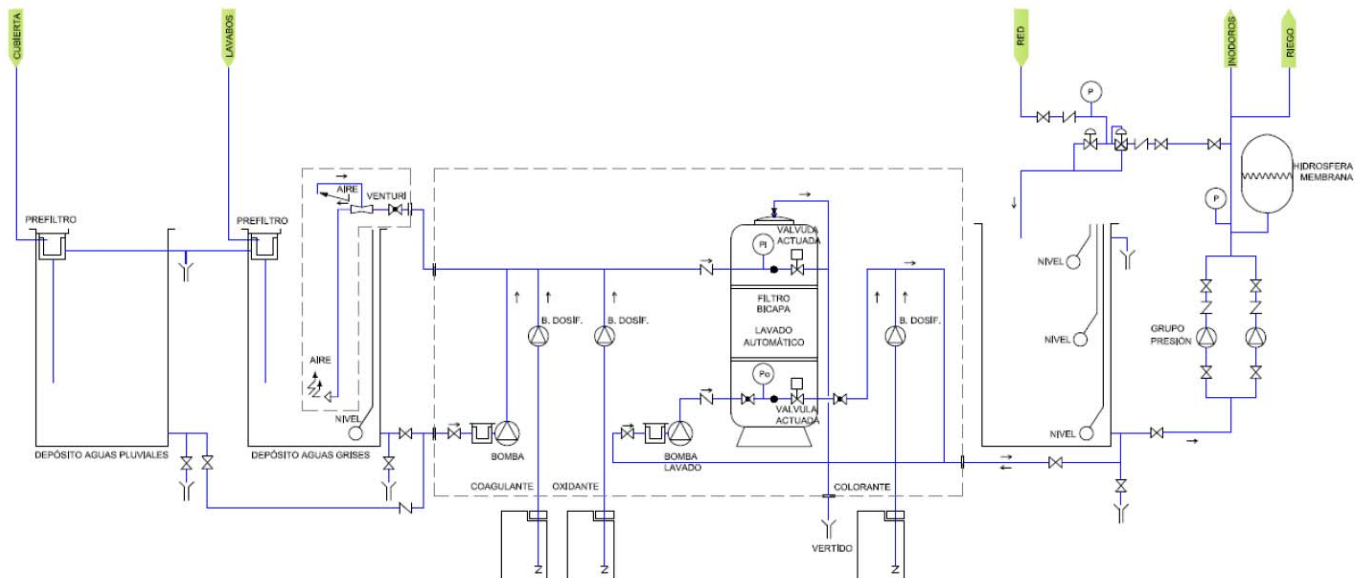 CUBIERTA
LAVABOS
RED
INODOROS
RIEGO
P
HIDROSFERA
MEMBRANA
AIRE
VENTURI
PREFILTRO
PREFILTRO
P
VALVULA
ACTUADA
PI
NIVEL
FILTRO
BICAPA
LAVADO
AUTOMÁTICO
B. DOSIF.
B. DOSIF.
B. DOSIF.
GRUPO
PRESIÓN
NIVEL
AIRE
Po
VALVULA
ACTUADA
NIVEL
NIVEL
DEPÓSITO AGUAS PLUVIALES
DEPÓSITO AGUAS GRISES
BOMBA
BOMBA
LAVADO
COAGULANTE
OXIDANTE
COLORANTE
VERTIDO